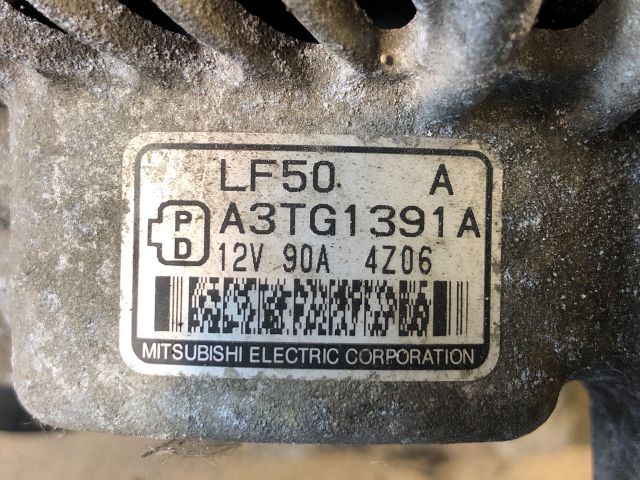 LF50 A
P A3TG1391A
D 12V 90A 4Z06
MITSUBISHI ELECTRIC CORPORATION